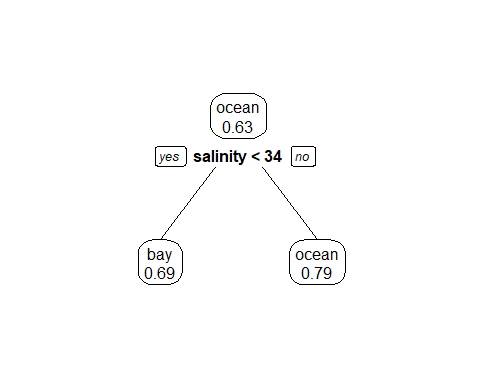 ocean
0.63
yes salinity < 34 no
bay
0.69
ocean
0.79